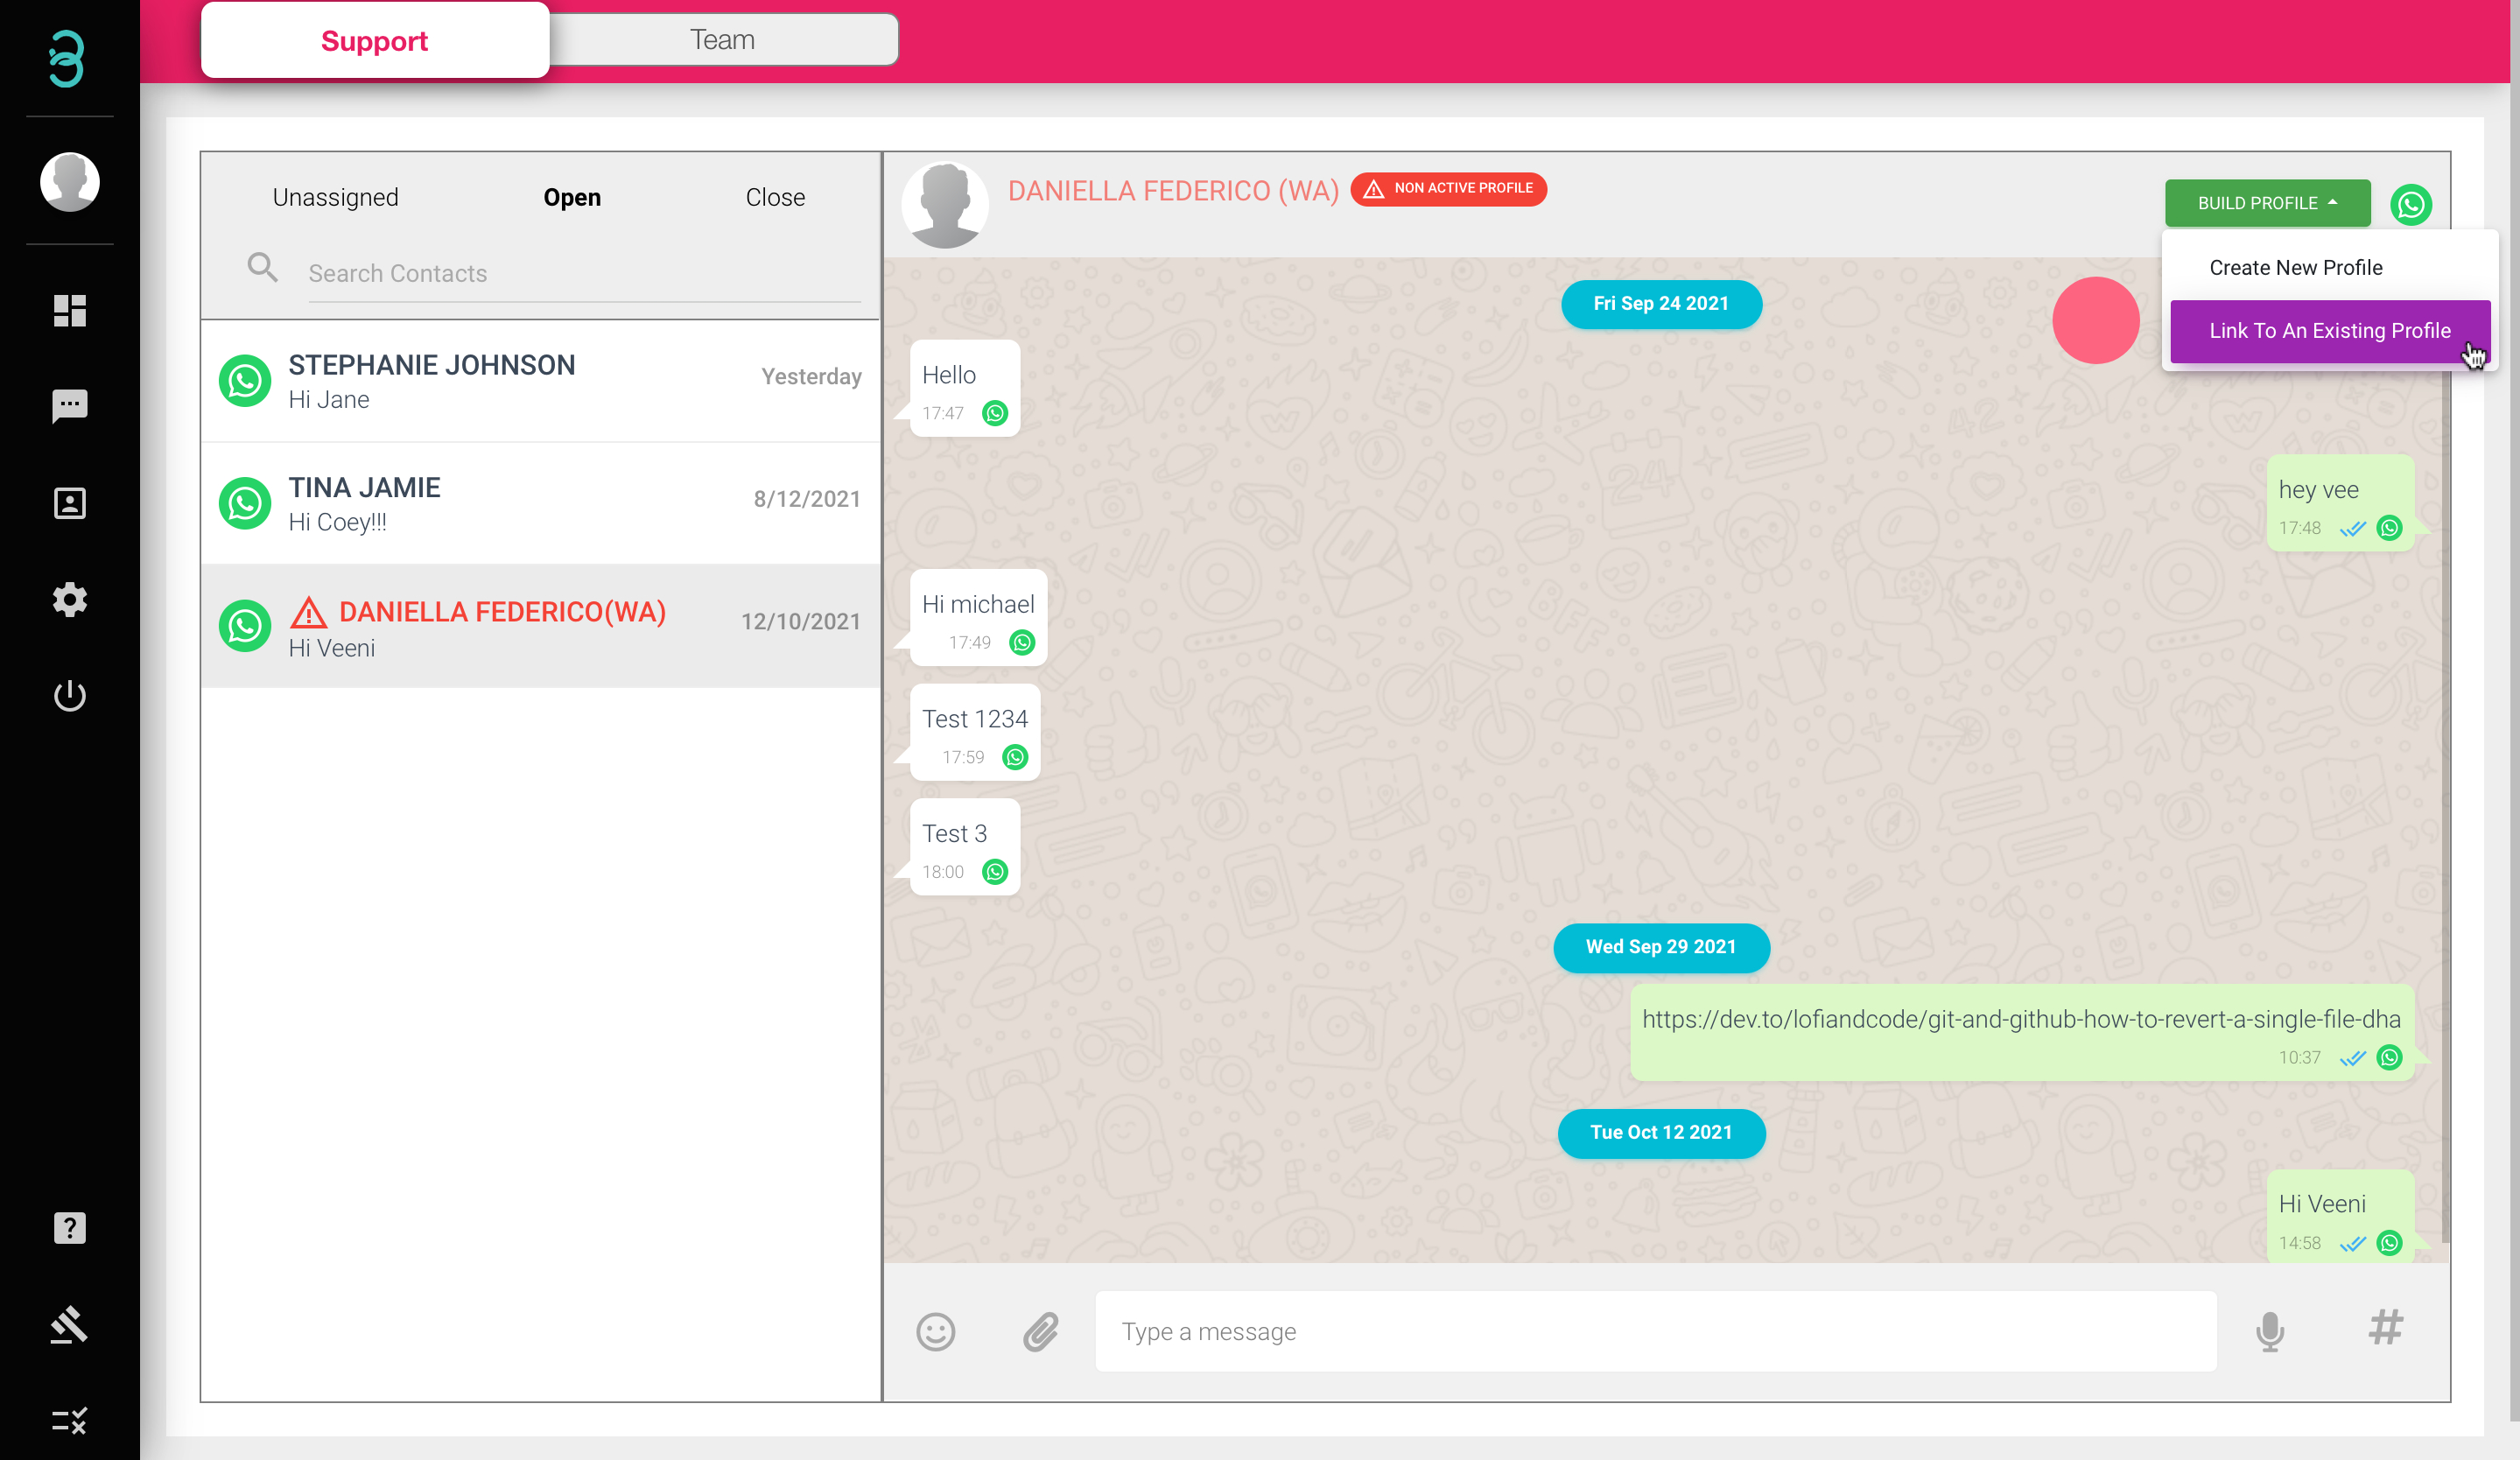 Support
Team
Unassigned
Open
Close
Search Contacts
STEPHANIE JOHNSON
Yesterday
Hi Jane
TINA JAMIE
8/12/2021
Hi Coey!!!
DANIELLA FEDERICO(WA)
12/10/2021
Hi Veeni
DANIELLA FEDERICO (WA)
NON ACTIVE PROFILE
BUILD PROFILE
Create New Profile
Link To An Existing Profile
Fri Sep 24 2021
Hello
17:47
hey vee
17:48
Hi michael
17:49
Test 1234
17:59
Test 3
18:00
Wed Sep 29 2021
https://dev.to/lofiandcode/git-and-github-how-to-revert-a-single-file-dha
10:37
Tue Oct 12 2021
Hi Veeni
14:58
Type a message